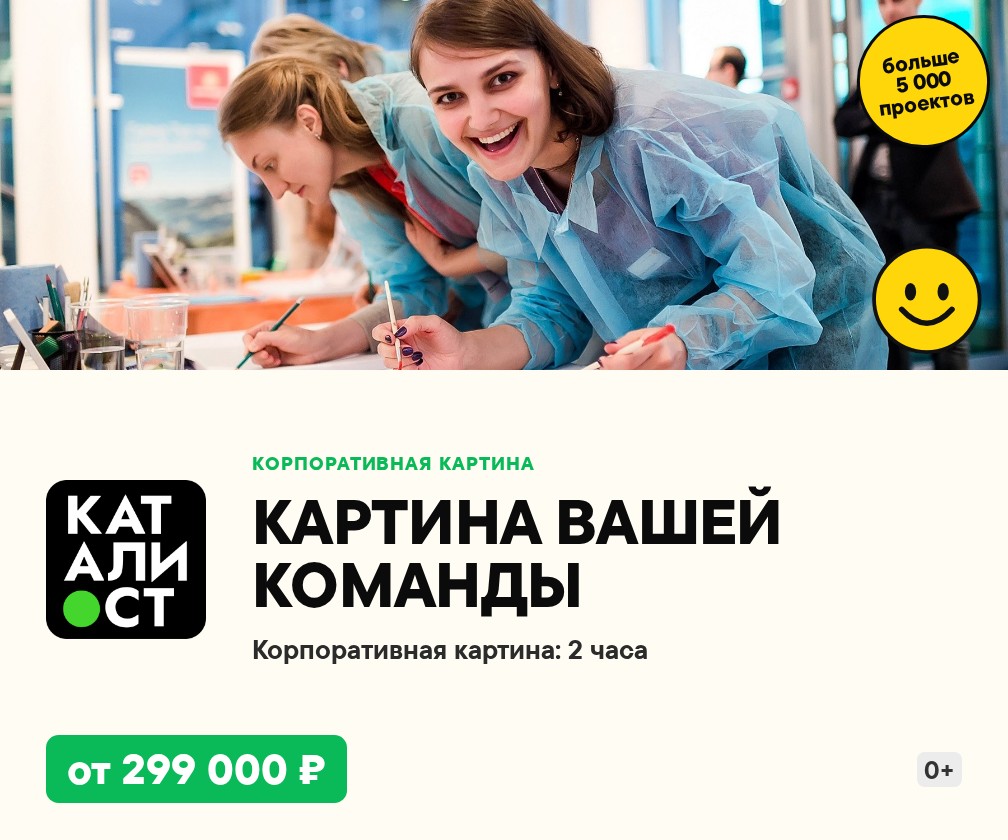 больше
5 000
проектов
КОРПОРАТИВНАЯ КАРТИНА
КАТ
АЛИ
СТ
КАРТИНА ВАШЕЙ
КОМАНДЫ
Корпоративная картина: 2 часа
от 299 000 ₽
0+